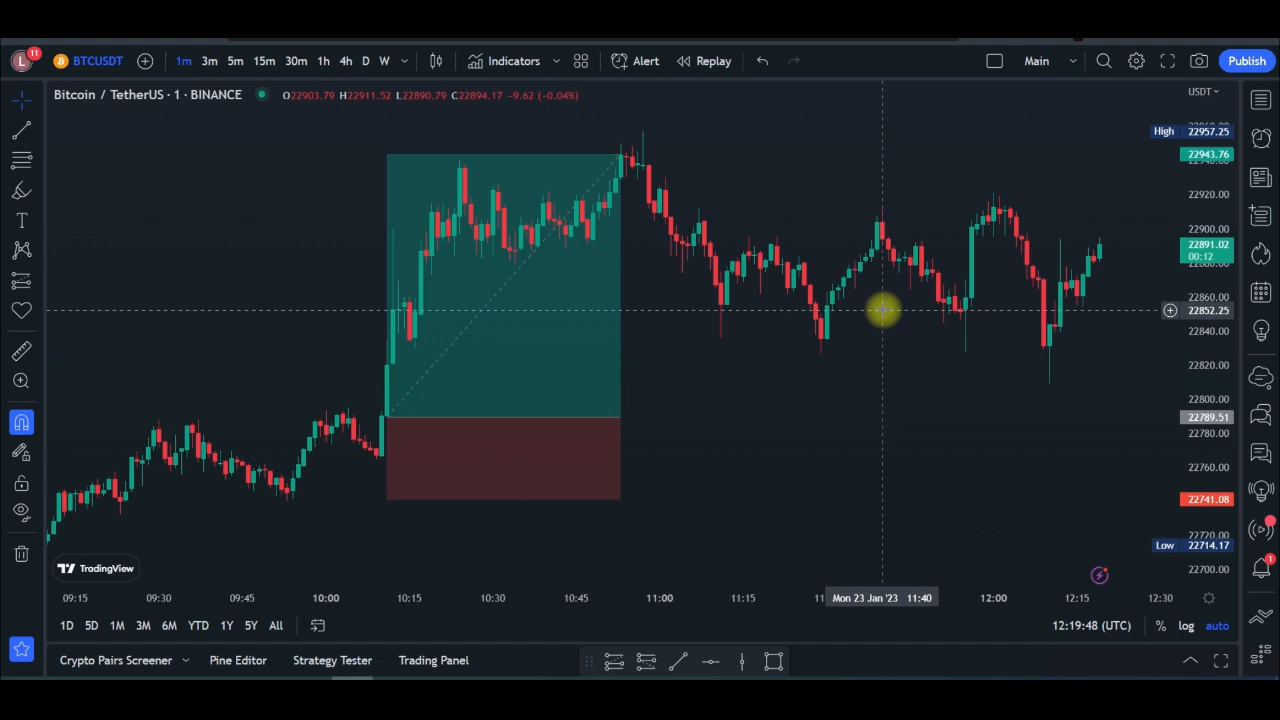 L 11 BTCUSDT 1m 3m 5m 15m 30m 1h 4h D W Indicators Alert Replay Main Publish
Bitcoin / TetherUS · 1 · BINANCE O22903.79 H22911.52 L22890.79 C22894.17 -9.62 (-0.04%)
USDT
High 22957.25
22943.76
22920.00
22900.00
22891.02
00:12
22860.00
22852.25
22840.00
22820.00
22800.00
22789.51
22780.00
22760.00
22741.08
22720.00
Low 22714.17
22700.00
TradingView
1
09:15 09:30 09:45 10:00 10:15 10:30 10:45 11:00 11:15 Mon 23 Jan '23 11:40 12:00 12:15 12:30
1D 5D 1M 3M 6M YTD 1Y 5Y All 12:19:48 (UTC) % log auto
Crypto Pairs Screener Pine Editor Strategy Tester Trading Panel